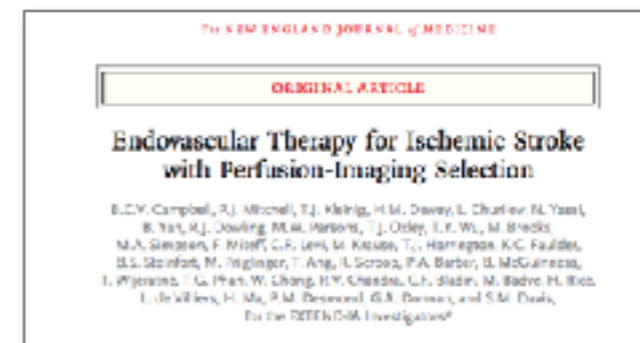 The NEW ENGLAND JOURNAL of MEDICINE
ORIGINAL ARTICLE
Endovascular Therapy for Ischemic Stroke
with Perfusion-Imaging Selection
B.C.V. Campbell, P.J. Mitchell, T.J. Kleinig, H.M. Dewey, L. Churilov, N. Yassi,
B. Yan, R.J. Dowling, M.W. Parsons, T.J. Oxley, T.Y. Wu, M. Brooks,
M.A. Simpson, F. Miteff, C.R. Levi, M. Krause, T.J. Harrington, K.C. Faulder,
B.S. Steinfort, M. Priglinger, T. Ang, R. Scroop, P.A. Barber, B. McGuinness,
T. Wijeratne, T.G. Phan, W. Chong, R.V. Chandra, C.F. Bladin, M. Badve, H. Rice,
L. de Villiers, H. Ma, P.M. Desmond, G.A. Donnan, and S.M. Davis,
for the EXTEND-IA Investigators*